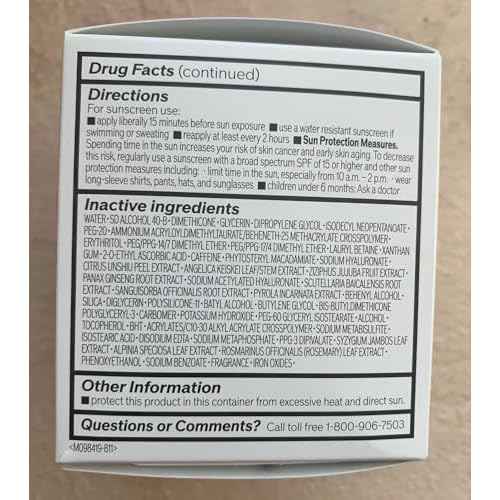 Drug Facts (continued)
Directions
For sunscreen use:
■ apply liberally 15 minutes before sun exposure ■ use a water resistant sunscreen if
swimming or sweating ■ reapply at least every 2 hours ■ Sun Protection Measures.
Spending time in the sun increases your risk of skin cancer and early skin aging. To decrease
this risk, regularly use a sunscreen with a broad spectrum SPF of 15 or higher and other sun
protection measures including: · limit time in the sun, especially from 10 a.m. – 2 p.m. · wear
long-sleeve shirts, pants, hats, and sunglasses ■ children under 6 months: Ask a doctor
Inactive ingredients
WATER • SD ALCOHOL 40-B • DIMETHICONE • GLYCERIN • DIPROPYLENE GLYCOL • ISODECYL NEOPENTANOATE •
PEG-20 • AMMONIUM ACRYLOYLDIMETHYLTAURATE/BEHENETH-25 METHACRYLATE CROSSPOLYMER •
ERYTHRITOL • PEG/PPG-14/7 DIMETHYL ETHER • PEG/PPG-17/4 DIMETHYL ETHER • LAURYL BETAINE • XANTHAN
GUM • 2-O-ETHYL ASCORBIC ACID • CAFFEINE • PHYTOSTERYL MACADAMIATE • SODIUM HYALURONATE •
CITRUS UNSHIU PEEL EXTRACT • ANGELICA KEISKEI LEAF/STEM EXTRACT • ZIZIPHUS JUJUBA FRUIT EXTRACT •
PANAX GINSENG ROOT EXTRACT • SODIUM ACETYLATED HYALURONATE • SCUTELLARIA BAICALENSIS ROOT
EXTRACT • SANGUISORBA OFFICINALIS ROOT EXTRACT • PYROLA INCARNATA EXTRACT • BEHENYL ALCOHOL •
SILICA • DIGLYCERIN • POLYSILICONE-11 • BATYL ALCOHOL • BUTYLENE GLYCOL • BIS-BUTYLDIMETHICONE
POLYGLYCERYL-3 • CARBOMER • POTASSIUM HYDROXIDE • PEG-60 GLYCERYL ISOSTEARATE • ALCOHOL •
TOCOPHEROL • BHT • ACRYLATES/C10-30 ALKYL ACRYLATE CROSSPOLYMER • SODIUM METABISULFITE •
ISOSTEARIC ACID • DISODIUM EDTA • SODIUM METAPHOSPHATE • PPG-3 DIPIVALATE • SYZYGIUM JAMBOS LEAF
EXTRACT • ALPINIA SPECIOSA LEAF EXTRACT • ROSMARINUS OFFICINALIS (ROSEMARY) LEAF EXTRACT •
PHENOXYETHANOL • SODIUM BENZOATE • FRAGRANCE • IRON OXIDES •
Other Information
■ protect this product in this container from excessive heat and direct sun.
Questions or Comments? Call toll free 1-800-906-7503
<M098419-811>